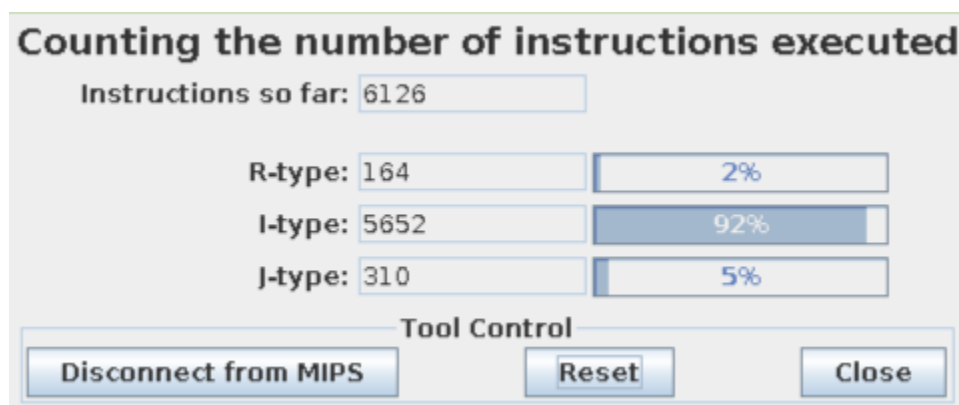 Counting the number of instructions executed
Instructions so far: 6126
R-type: 164 2%
I-type: 5652 92%
J-type: 310 5%
Tool Control
Disconnect from MIPS Reset Close